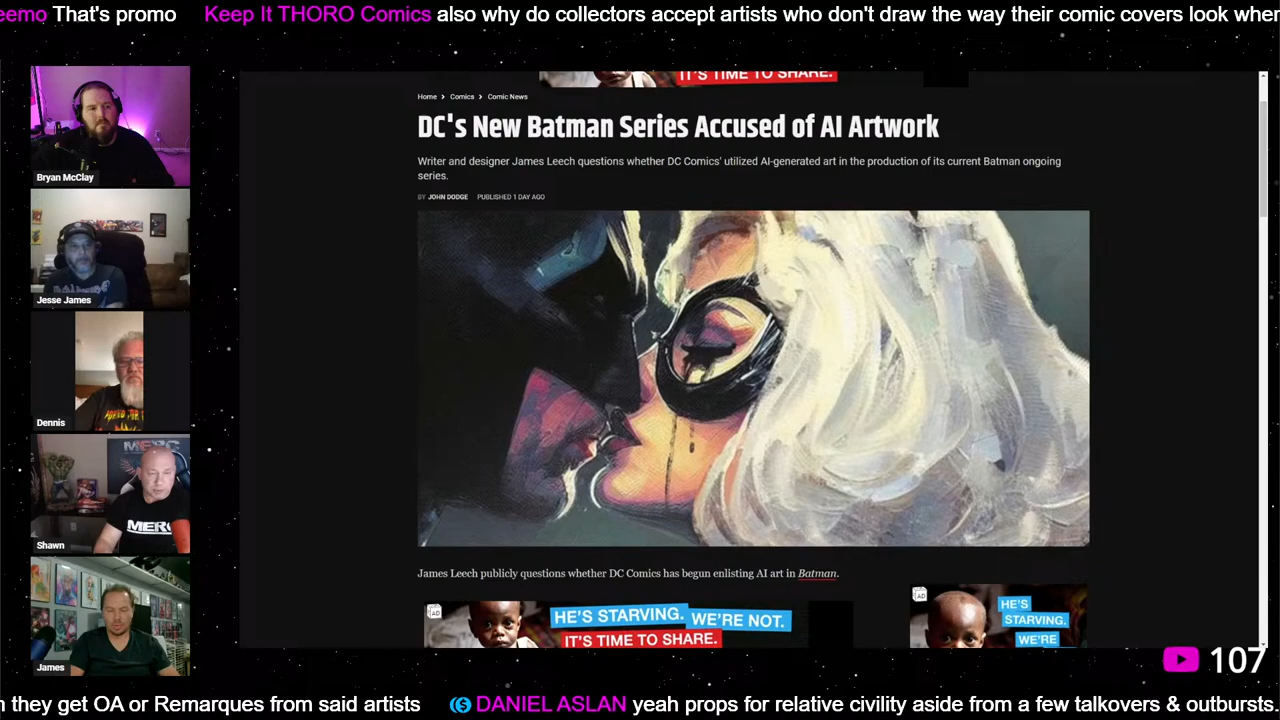 eemo That's promo Keep It THORO Comics also why do collectors accept artists who don't draw the way their comic covers look when
Bryan McClay
Jesse James
Dennis
MERC
MERC
Shawn
James
IT'S TIME TO SHARE.
Home > Comics > Comic News
DC's New Batman Series Accused of AI Artwork
Writer and designer James Leech questions whether DC Comics' utilized AI-generated art in the production of its current Batman ongoing
series.
BY JOHN DODGE PUBLISHED 1 DAY AGO
James Leech publicly questions whether DC Comics has begun enlisting AI art in Batman.
AD
HE'S STARVING. WE'RE NOT.
IT'S TIME TO SHARE.
AD
HE'S
STARVING.
WE'RE
107
n they get OA or Remarques from said artists DANIEL ASLAN yeah props for relative civility aside from a few talkovers & outbursts.